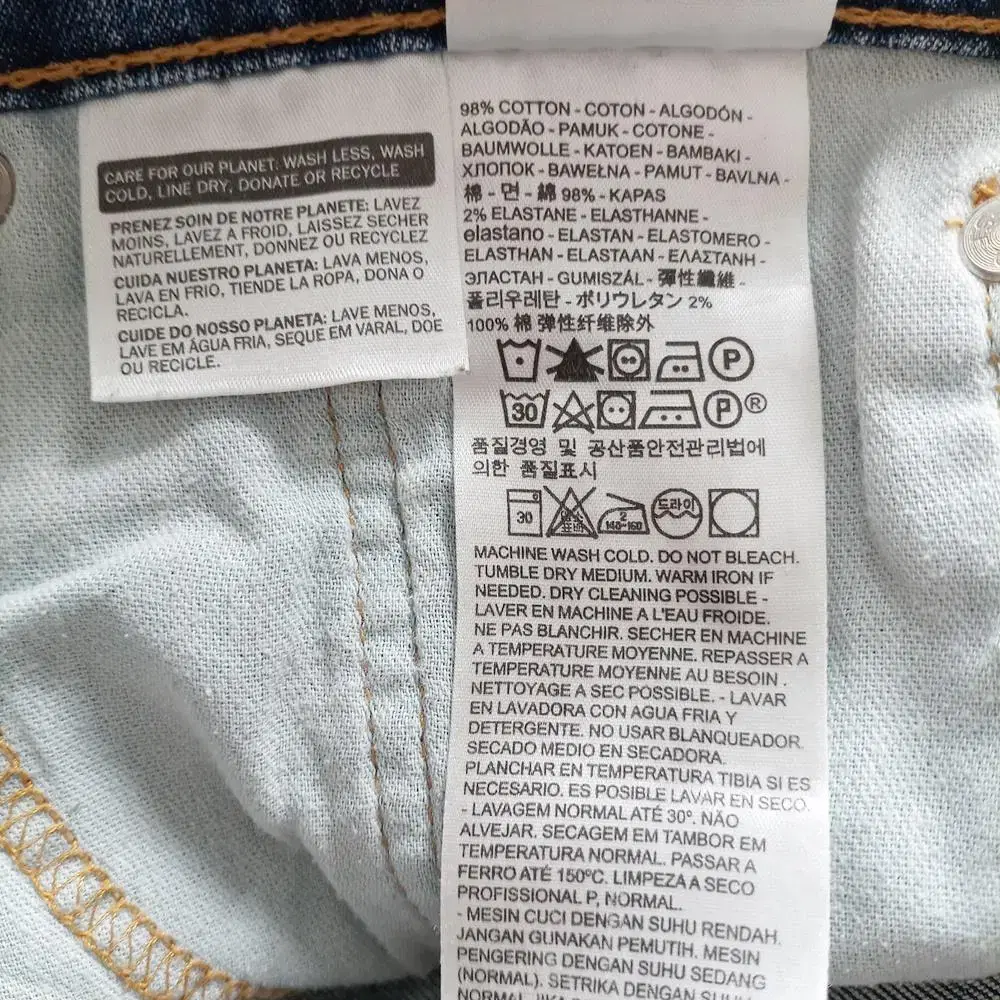 CARE FOR OUR PLANET: WASH LESS, WASH
COLD, LINE DRY, DONATE OR RECYCLE
PRENEZ SOIN DE NOTRE PLANETE: LAVEZ
MOINS, LAVEZ A FROID, LAISSEZ SECHER
NATURELLEMENT, DONNEZ OU RECYCLEZ
CUIDA NUESTRO PLANETA: LAVA MENOS,
LAVA EN FRIO, TIENDE LA ROPA, DONA O
RECICLA.
CUIDE DO NOSSO PLANETA: LAVE MENOS,
LAVE EM ÁGUA FRIA, SEQUE EM VARAL, DOE
OU RECICLE.
98% COTTON - COTON - ALGODÓN -
ALGODÃO - PAMUK - COTONE -
BAUMWOLLE - KATOEN - BAMBAKI -
ХЛОПОК - BAWEŁNA - PAMUT - BAVLNA -
棉 - 면 - 綿 98% - KAPAS
2% ELASTANE - ELASTHANNE -
elastano - ELASTAN - ELASTOMERO -
ELASTHAN - ELASTAAN - ΕΛΑΣΤΑΝΗ -
ЭЛАСТАН - GUMISZÁL - 彈性纖維 -
폴리우레탄 - ポリウレタン 2%
100% 棉 弹性纤维除外
P
30 P®
품질경영 및 공산품안전관리법에
의한 품질표시
30 염소표백 2 140~160 드라이
MACHINE WASH COLD. DO NOT BLEACH.
TUMBLE DRY MEDIUM. WARM IRON IF
NEEDED. DRY CLEANING POSSIBLE -
LAVER EN MACHINE A L'EAU FROIDE.
NE PAS BLANCHIR. SECHER EN MACHINE
A TEMPERATURE MOYENNE. REPASSER A
TEMPERATURE MOYENNE AU BESOIN .
NETTOYAGE A SEC POSSIBLE. - LAVAR
EN LAVADORA CON AGUA FRIA Y
DETERGENTE. NO USAR BLANQUEADOR.
SECADO MEDIO EN SECADORA.
PLANCHAR EN TEMPERATURA TIBIA SI ES
NECESARIO. ES POSIBLE LAVAR EN SECO.
- LAVAGEM NORMAL ATÉ 30º. NÃO
ALVEJAR. SECAGEM EM TAMBOR EM
TEMPERATURA NORMAL. PASSAR A
FERRO ATÉ 150ºC. LIMPEZA A SECO
PROFISSIONAL P, NORMAL.
- MESIN CUCI DENGAN SUHU RENDAH.
JANGAN GUNAKAN PEMUTIH. MESIN
PENGERING DENGAN SUHU SEDANG
(NORMAL). SETRIKA DENGAN SUHU